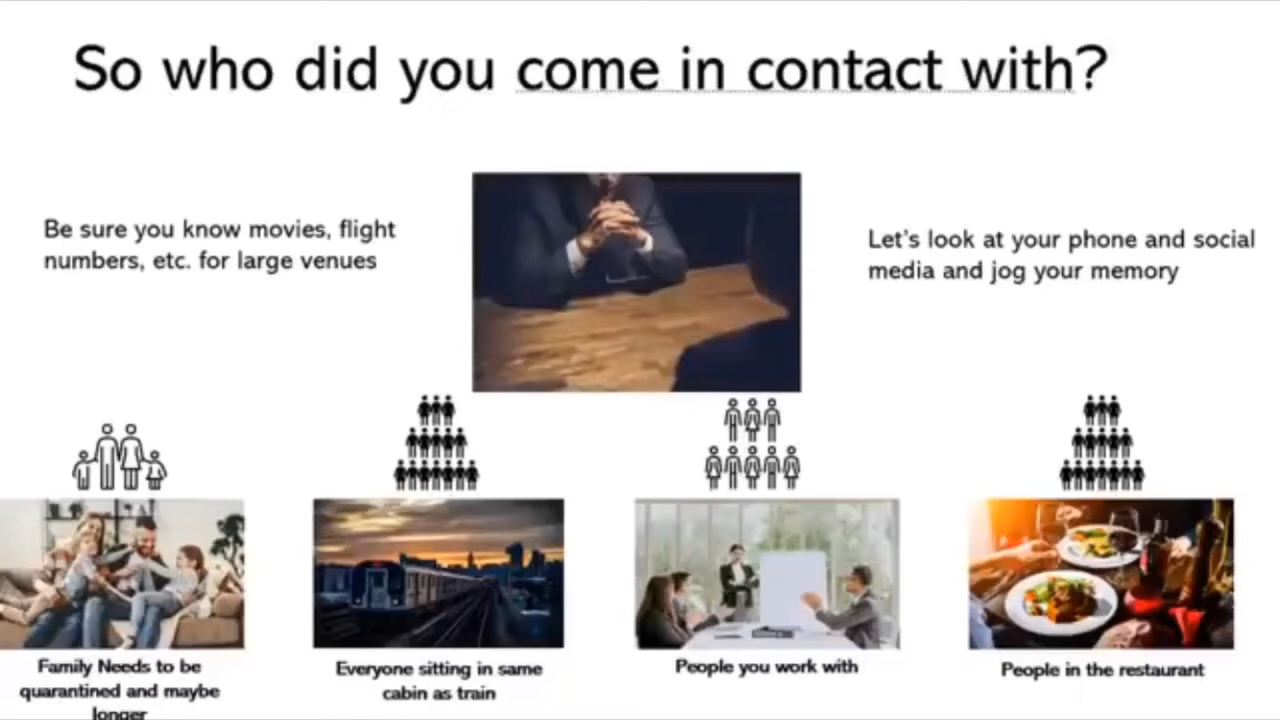 So who did you come in contact with?
Be sure you know movies, flight
numbers, etc. for large venues
Let's look at your phone and social
media and jog your memory
Family Needs to be
quarantined and maybe
longer
Everyone sitting in same
cabin as train
People you work with
People in the restaurant